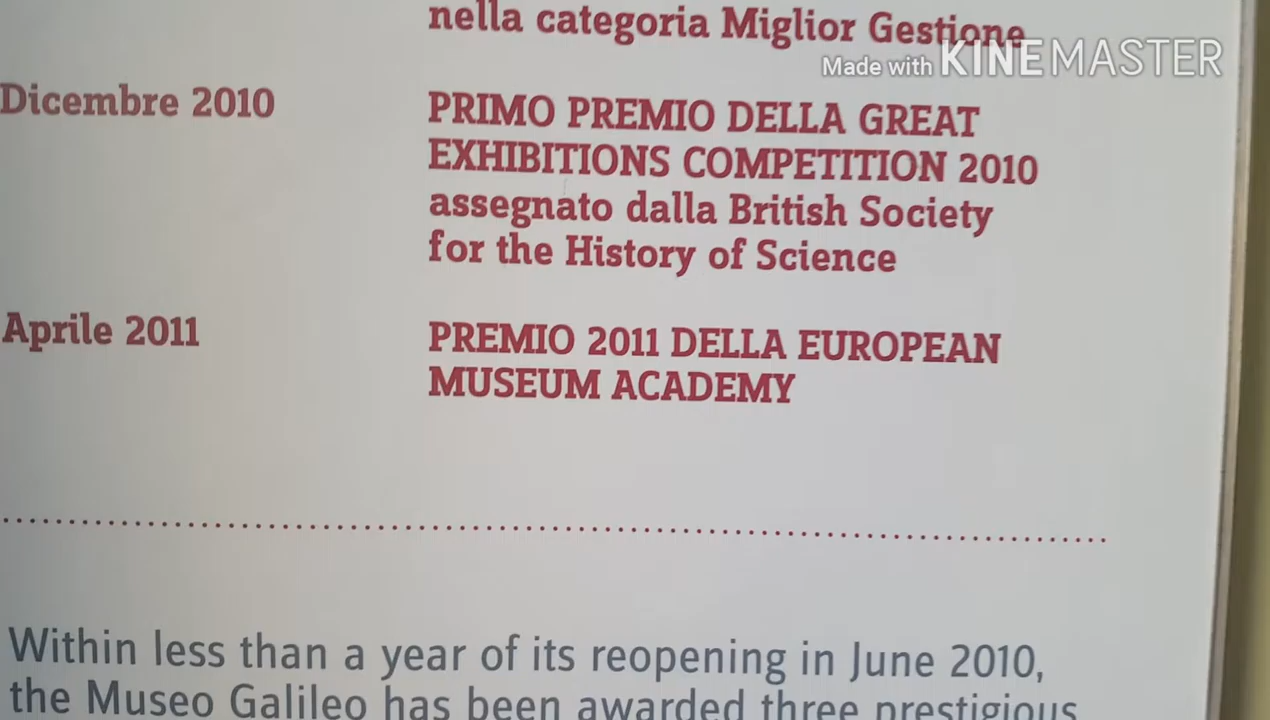 nella categoria Miglior Gestione
Made with KINEMASTER
Dicembre 2010
PRIMO PREMIO DELLA GREAT
EXHIBITIONS COMPETITION 2010
assegnato dalla British Society
for the History of Science
Aprile 2011
PREMIO 2011 DELLA EUROPEAN
MUSEUM ACADEMY
Within less than a year of its reopening in June 2010,
the Museo Galileo has been awarded three prestigious